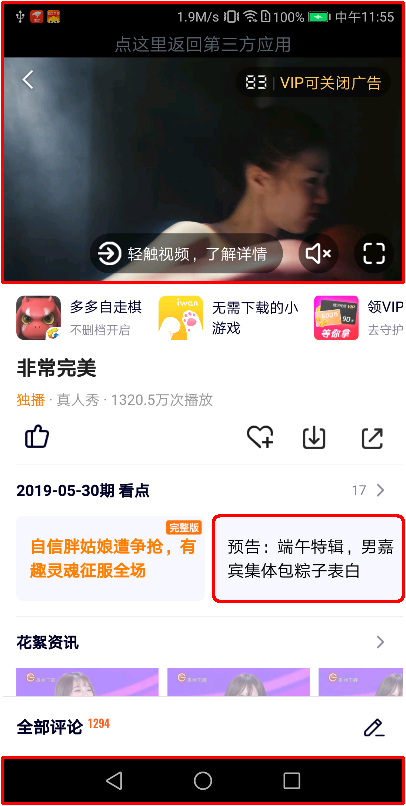 1.9M/s 100% 中午11:55
点这里返回第三方应用
83 VIP可关闭广告
轻触视频，了解详情
多多自走棋
不删档开启
iwan
无需下载的小
游戏
90
等你拿
领VIP
去守护
非常完美
独播 · 真人秀 · 1320.5万次播放
2019-05-30期 看点
17
完整版
自信胖姑娘遭争抢，有
趣灵魂征服全场
预告：端午特辑，男嘉
宾集体包粽子表白
花絮资讯
全部评论 1294